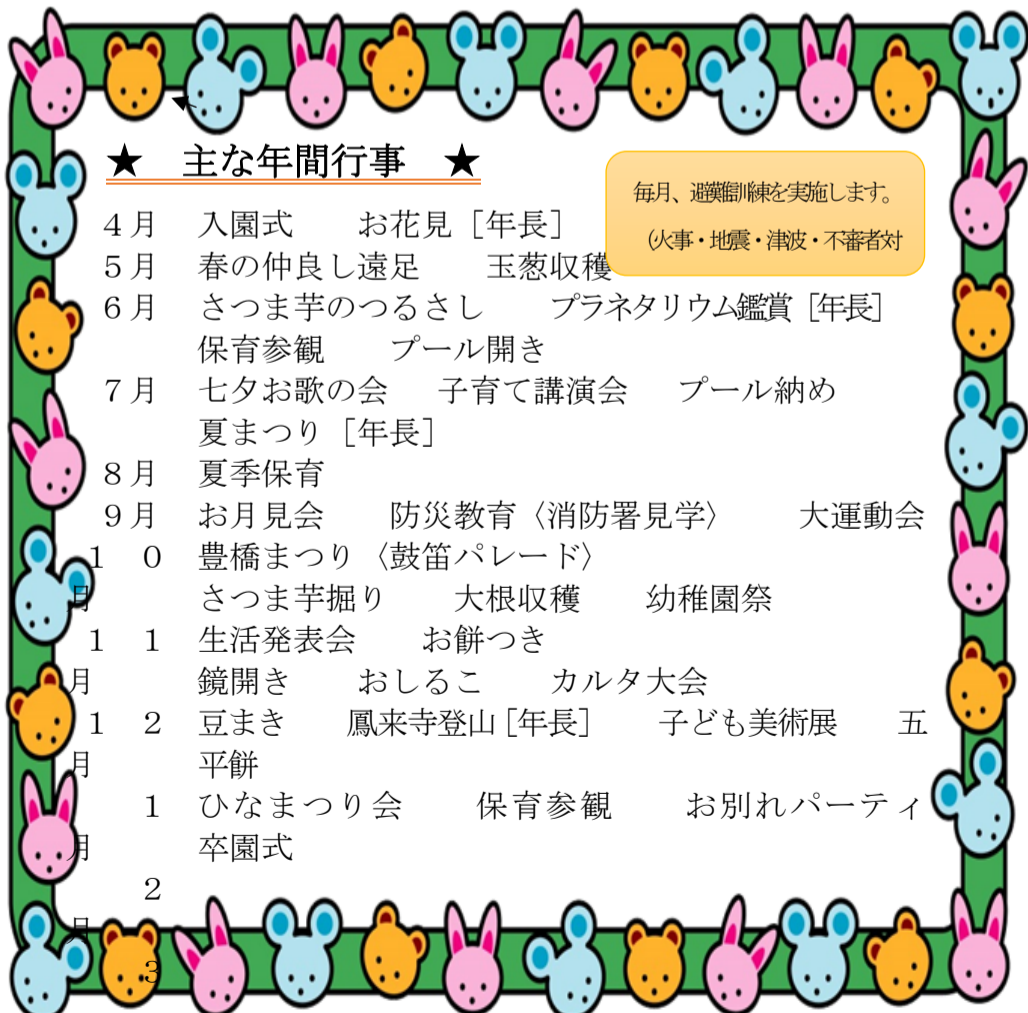 ★　主な年間行事　★
毎月、避難訓練を実施します。
(火事・地震・津波・不審者対
４月　入園式　　お花見［年長］
５月　春の仲良し遠足　　玉葱収穫
６月　さつま芋のつるさし　　プラネタリウム鑑賞［年長］
保育参観　　プール開き
７月　七夕お歌の会　　子育て講演会　　プール納め
夏まつり［年長］
８月　夏季保育
９月　お月見会　　防災教育〈消防署見学〉　　大運動会
１　０　豊橋まつり〈鼓笛パレード〉
月　さつま芋掘り　　大根収穫　　幼稚園祭
１　１　生活発表会　　お餅つき
月　鏡開き　　おしるこ　　カルタ大会
１　２　豆まき　　鳳来寺登山［年長］　　子ども美術展　　五
月　平餅
１　ひなまつり会　　保育参観　　お別れパーティ
月　卒園式
２
月
３